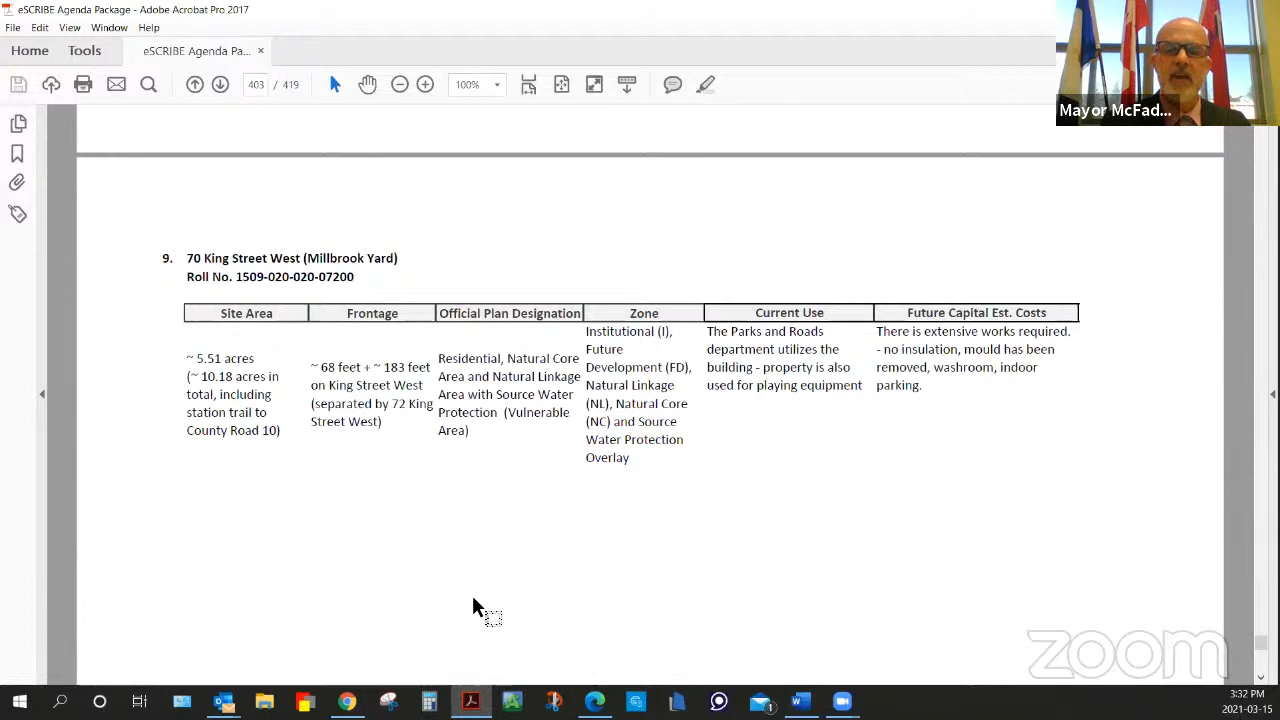 eSCRIBE Agenda Package - Adobe Acrobat Pro 2017
File Edit View Window Help
Home Tools eSCRIBE Agenda Pa... ×
403 / 419 100%
Mayor McFad...
9. 70 King Street West (Millbrook Yard)
Roll No. 1509-020-020-07200
Site Area Frontage Official Plan Designation Zone Current Use Future Capital Est. Costs
~ 5.51 acres
(~ 10.18 acres in
total, including
station trail to
County Road 10)
~ 68 feet + ~ 183 feet
on King Street West
(separated by 72 King
Street West)
Residential, Natural Core
Area and Natural Linkage
Area with Source Water
Protection (Vulnerable
Area)
Institutional (I),
Future
Development (FD),
Natural Linkage
(NL), Natural Core
(NC) and Source
Water Protection
Overlay
The Parks and Roads
department utilizes the
building - property is also
used for playing equipment
There is extensive works required.
- no insulation, mould has been
removed, washroom, indoor
parking.
zoom
3:32 PM
2021-03-15